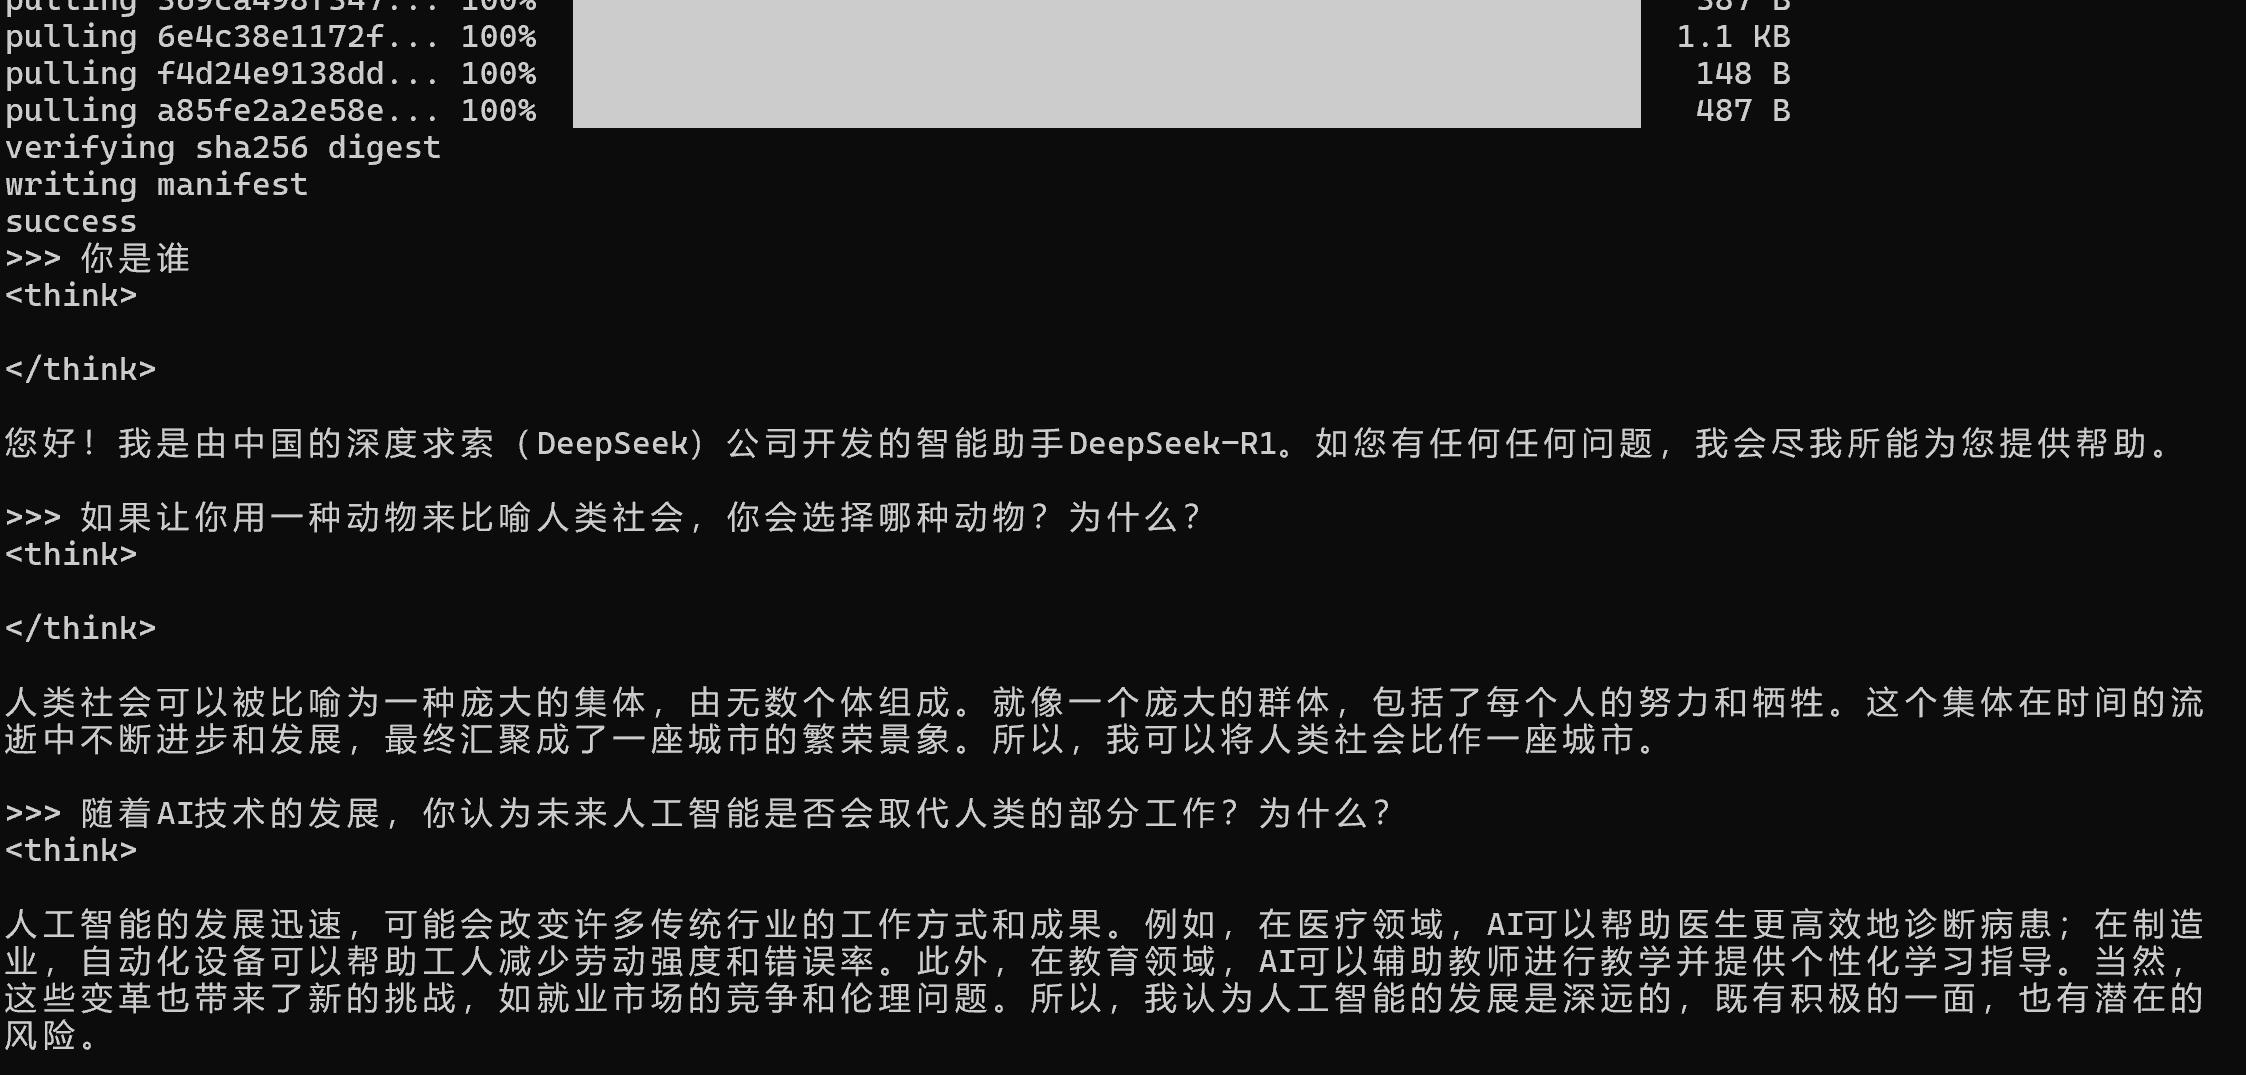 pulling 369ca498f347... 100% 387 B
pulling 6e4c38e1172f... 100% 1.1 KB
pulling f4d24e9138dd... 100% 148 B
pulling a85fe2a2e58e... 100% 487 B
verifying sha256 digest
writing manifest
success
>>> 你是谁
<think>
</think>
您好！我是由中国的深度求索（DeepSeek）公司开发的智能助手DeepSeek-R1。如您有任何任何问题，我会尽我所能为您提供帮助。
>>> 如果让你用一种动物来比喻人类社会，你会选择哪种动物？为什么？
<think>
</think>
人类社会可以被比喻为一种庞大的集体，由无数个体组成。就像一个庞大的群体，包括了每个人的努力和牺牲。这个集体在时间的流
逝中不断进步和发展，最终汇聚成了一座城市的繁荣景象。所以，我可以将人类社会比作一座城市。
>>> 随着AI技术的发展，你认为未来人工智能是否会取代人类的部分工作？为什么？
<think>
人工智能的发展迅速，可能会改变许多传统行业的工作方式和成果。例如，在医疗领域，AI可以帮助医生更高效地诊断病患；在制造
业，自动化设备可以帮助工人减少劳动强度和错误率。此外，在教育领域，AI可以辅助教师进行教学并提供个性化学习指导。当然，
这些变革也带来了新的挑战，如就业市场的竞争和伦理问题。所以，我认为人工智能的发展是深远的，既有积极的一面，也有潜在的
风险。